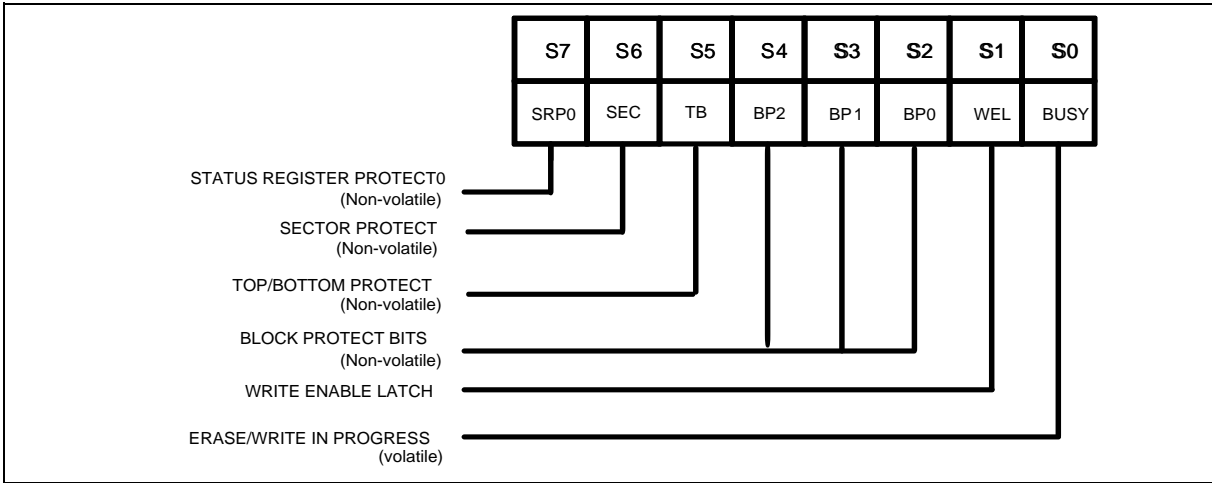 S7 S6 S5 S4 S3 S2 S1 S0
SRP0 SEC TB BP2 BP1 BP0 WEL BUSY
STATUS REGISTER PROTECT0
(Non-volatile)
SECTOR PROTECT
(Non-volatile)
TOP/BOTTOM PROTECT
(Non-volatile)
BLOCK PROTECT BITS
(Non-volatile)
WRITE ENABLE LATCH
ERASE/WRITE IN PROGRESS
(volatile)